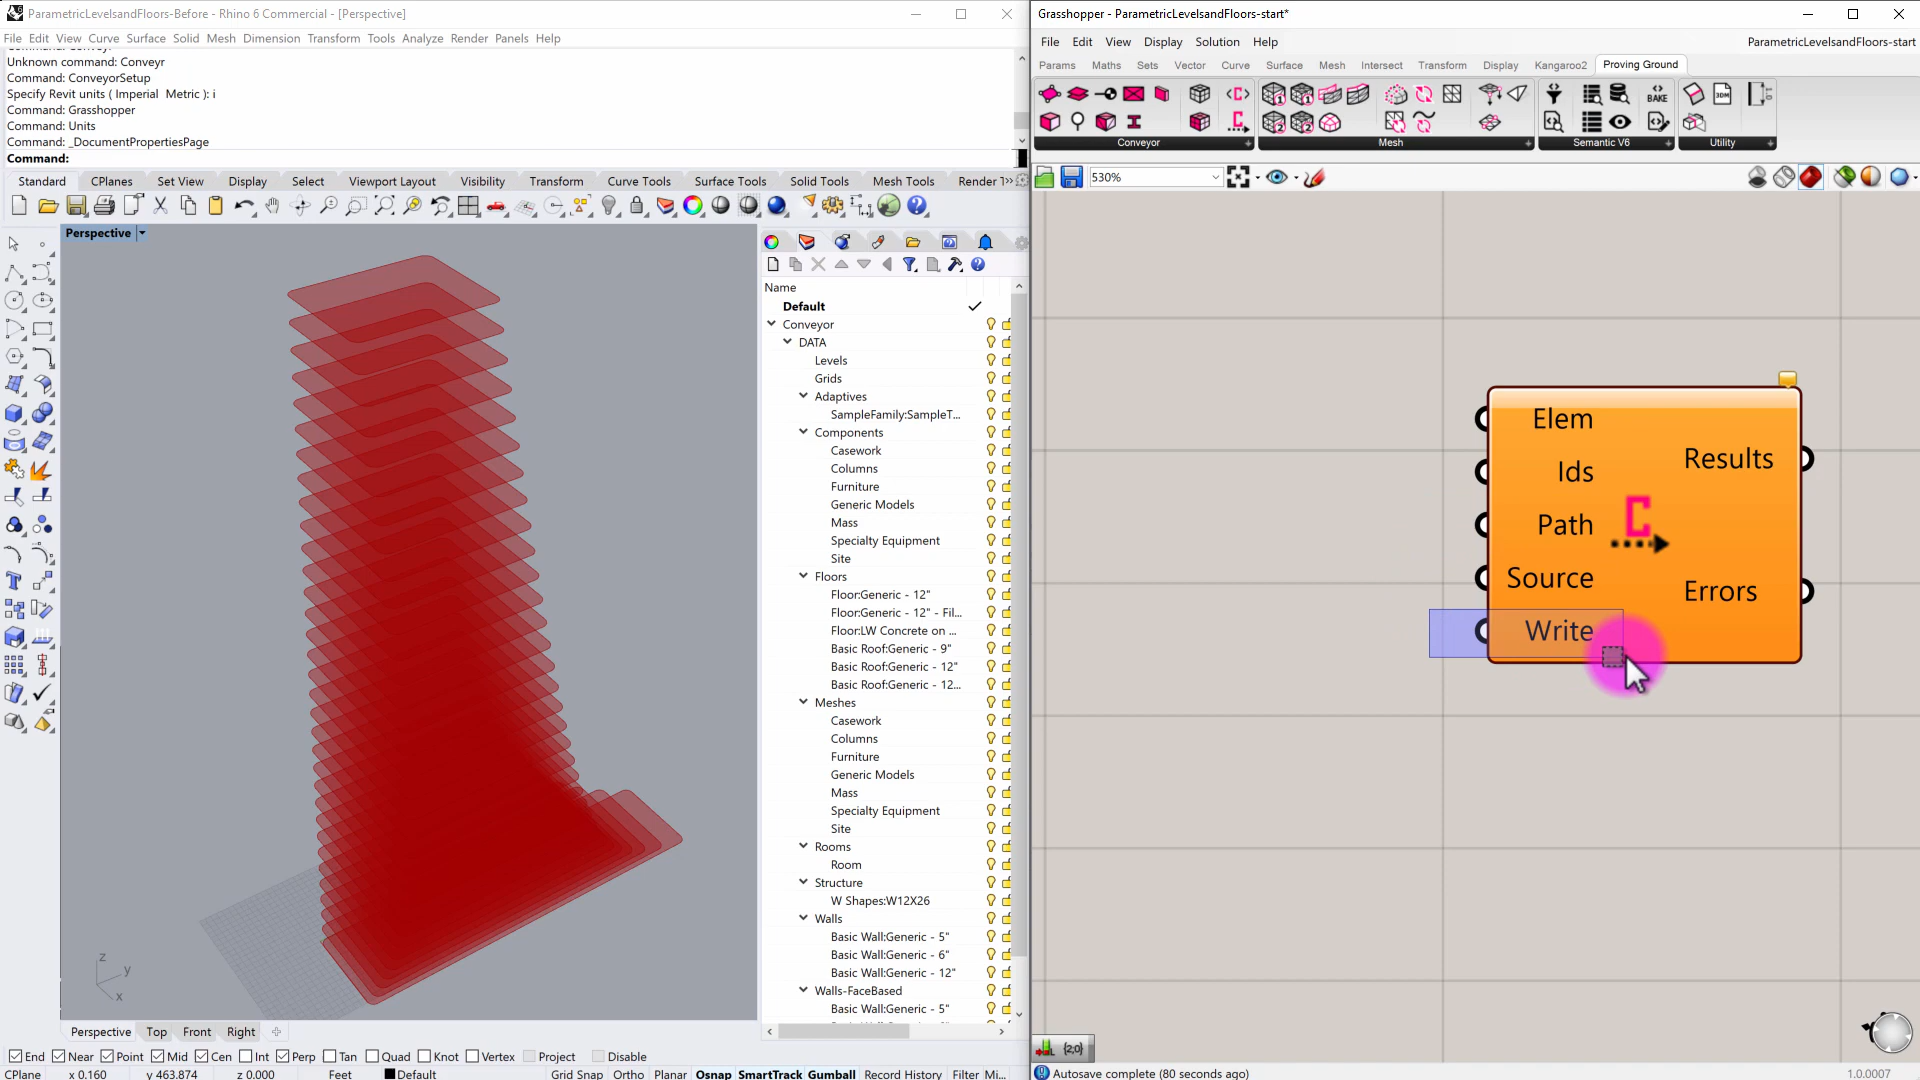 ParametricLevelsandFloors-Before - Rhino 6 Commercial - [Perspective]
File Edit View Curve Surface Solid Mesh Dimension Transform Tools Analyze Render Panels Help
Unknown command: Conveyr
Command: ConveyorSetup
Specify Revit units ( Imperial Metric ): i
Command: Grasshopper
Command: Units
Command: _DocumentPropertiesPage
Command:
Standard CPlanes Set View Display Select Viewport Layout Visibility Transform Curve Tools Surface Tools Solid Tools Mesh Tools Render T»
Perspective
Name
Default
Conveyor
DATA
Levels
Grids
Adaptives
SampleFamily:SampleT...
Components
Casework
Columns
Furniture
Generic Models
Mass
Specialty Equipment
Site
Floors
Floor:Generic - 12"
Floor:Generic - 12" - Fil...
Floor:LW Concrete on ...
Basic Roof:Generic - 9"
Basic Roof:Generic - 12"
Basic Roof:Generic - 12...
Meshes
Casework
Columns
Furniture
Generic Models
Mass
Specialty Equipment
Site
Rooms
Room
Structure
W Shapes:W12X26
Walls
Basic Wall:Generic - 5"
Basic Wall:Generic - 6"
Basic Wall:Generic - 12"
Walls-FaceBased
Basic Wall:Generic - 5"
z
y
x
Perspective Top Front Right
End Near Point Mid Cen Int Perp Tan Quad Knot Vertex Project Disable
CPlane x 0.160 y 463.874 z 0.000 Feet Default Grid Snap Ortho Planar Osnap SmartTrack Gumball Record History Filter Mi...
Grasshopper - ParametricLevelsandFloors-start*
File Edit View Display Solution Help
ParametricLevelsandFloors-start
Params Maths Sets Vector Curve Surface Mesh Intersect Transform Display Kangaroo2 Proving Ground
BAKE
3DM
Conveyor Mesh Semantic V6 Utility
530%
Elem
Ids
Path
Source
Write
Results
Errors
C
{2;0}
Autosave complete (80 seconds ago)
1.0.0007